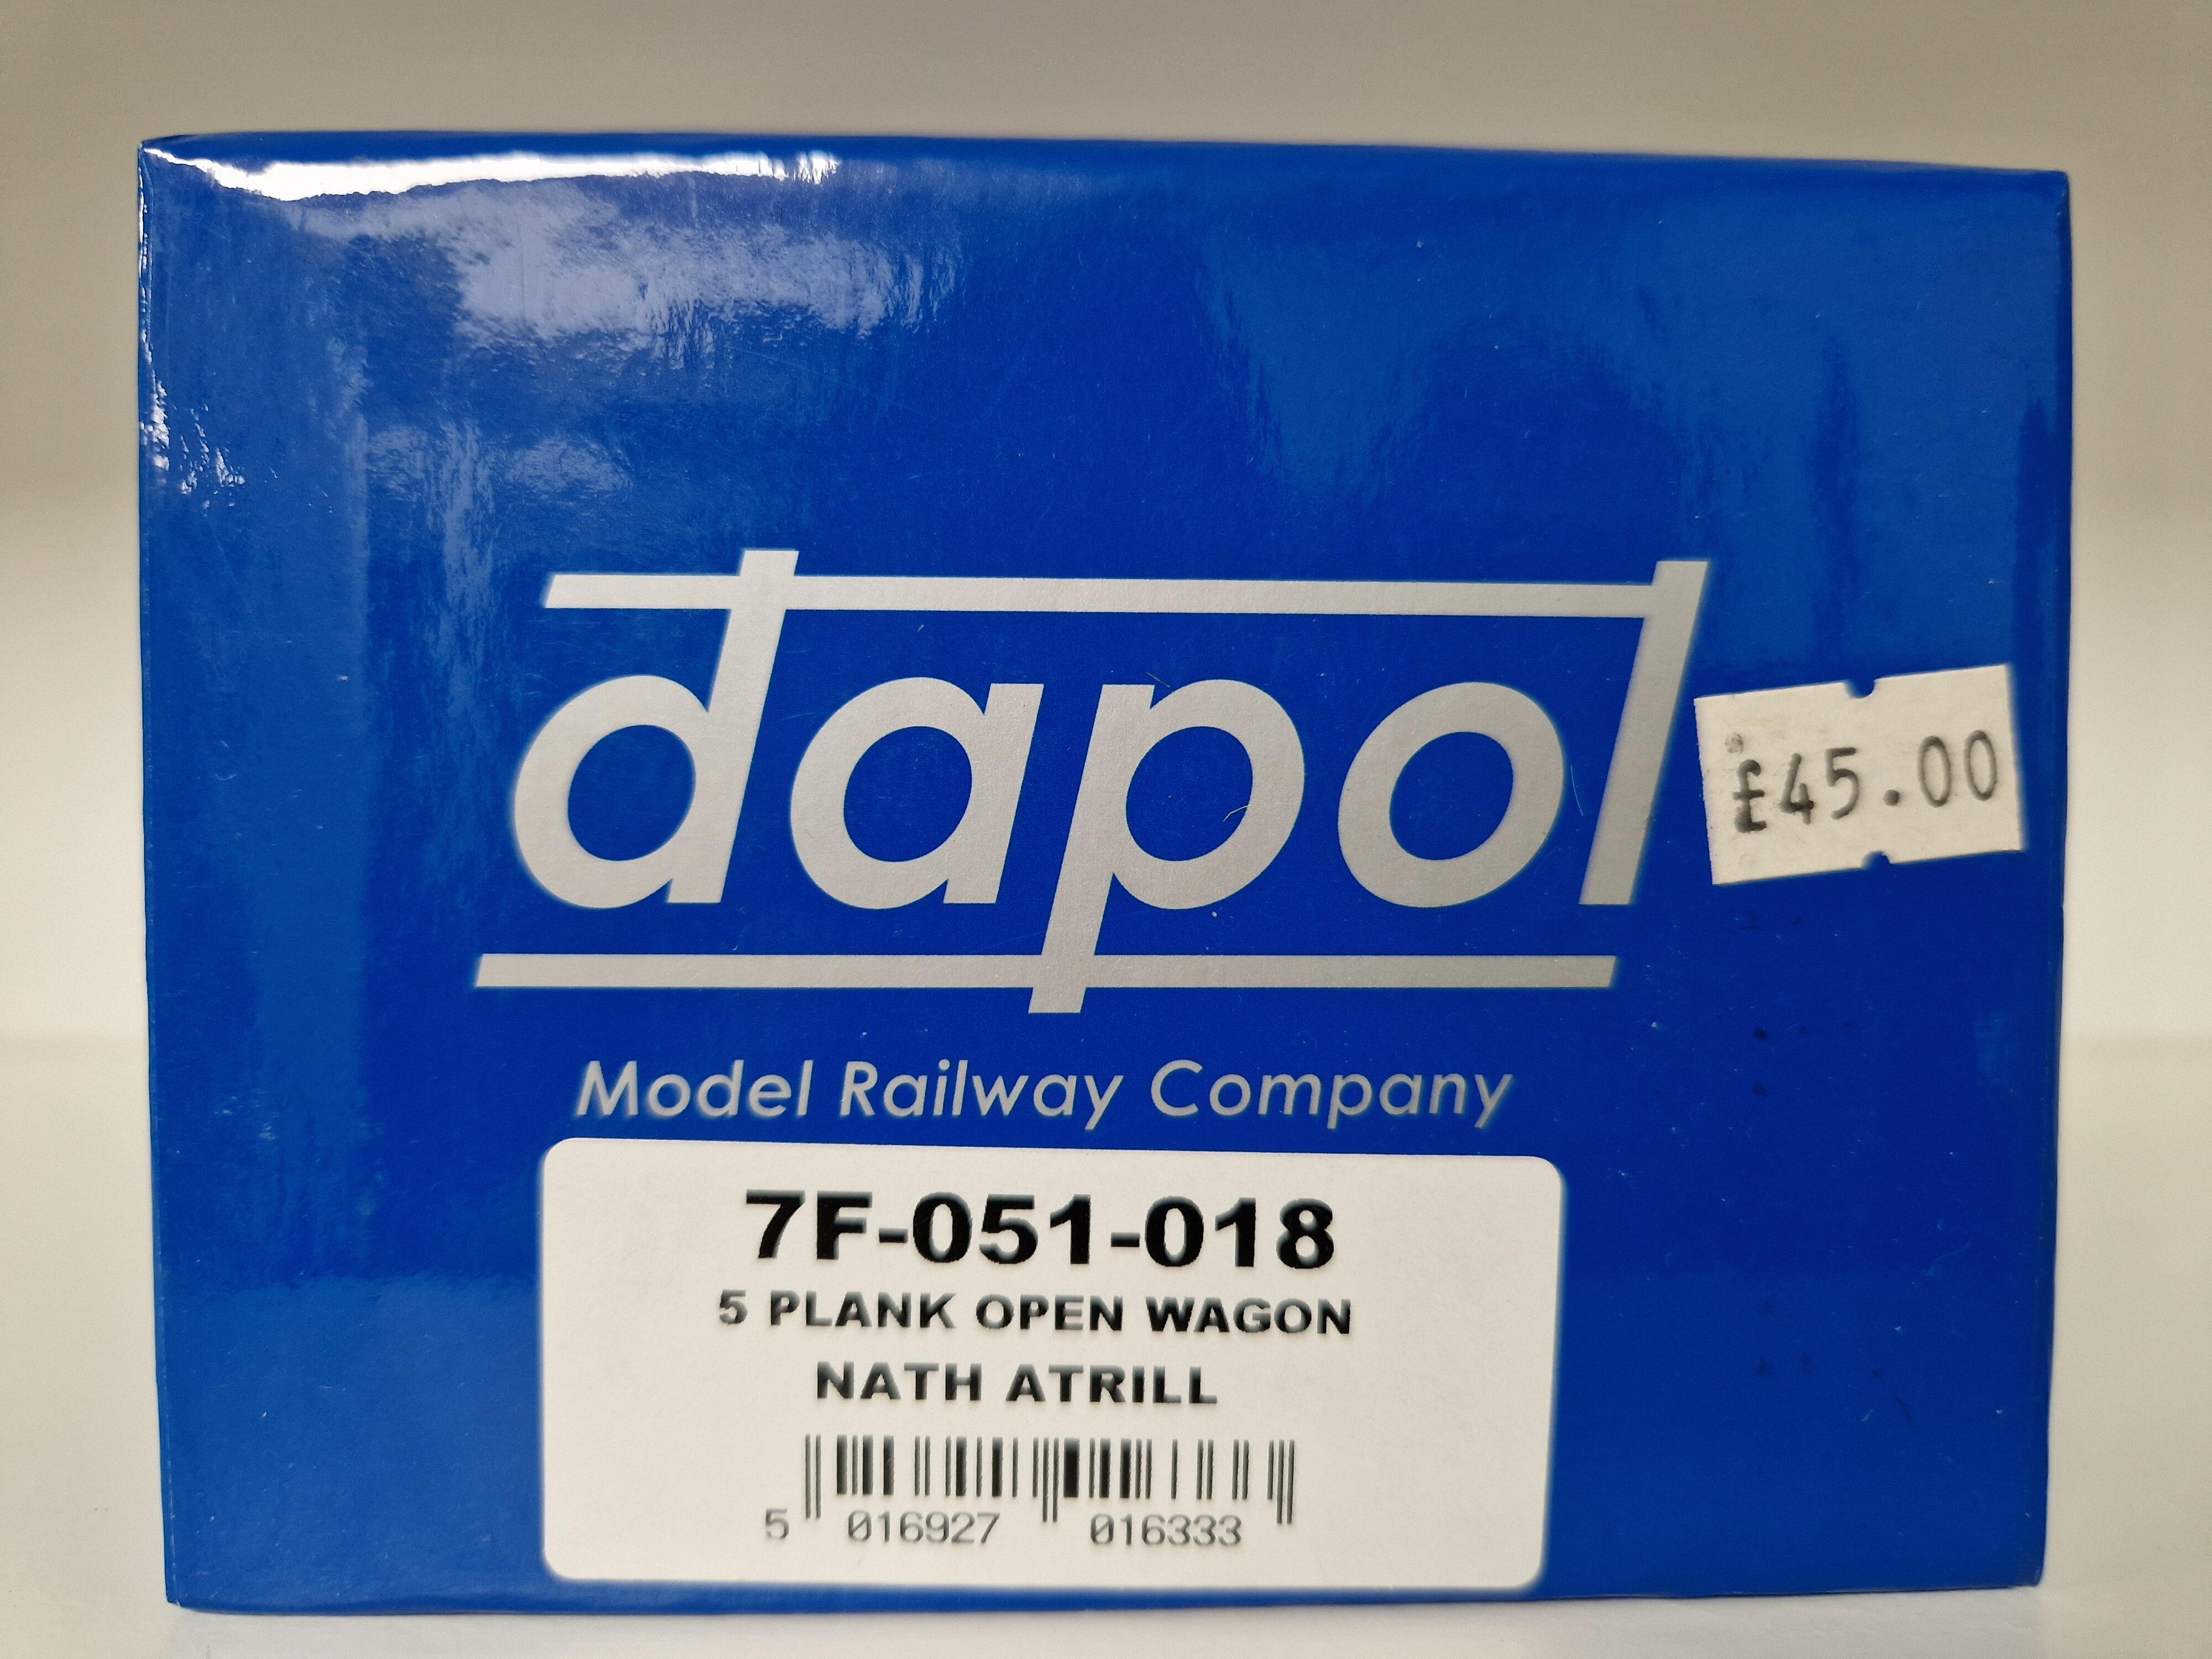 dapol
£45.00
Model Railway Company
7F-051-018
5 PLANK OPEN WAGON
NATH ATRILL
5 016927 016333